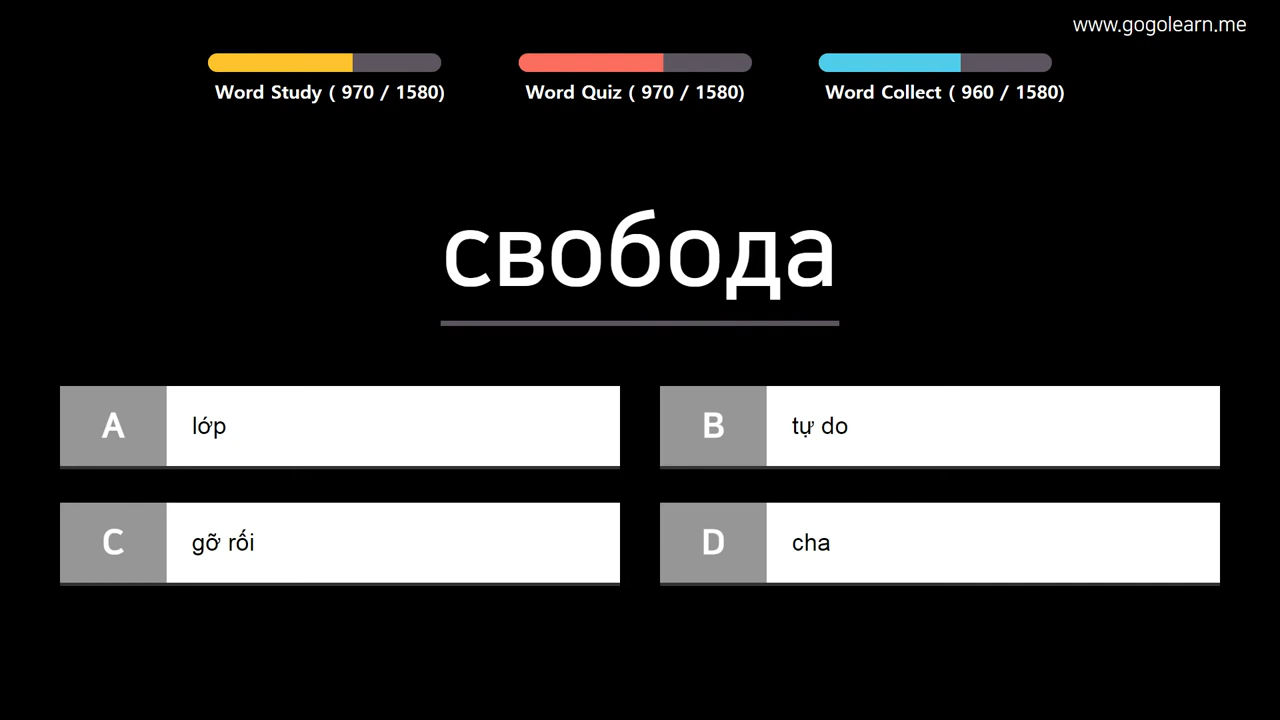 www.gogolearn.me
Word Study ( 970 / 1580)
Word Quiz ( 970 / 1580)
Word Collect ( 960 / 1580)
свобода
A lớp
B tự do
C gỡ rối
D cha